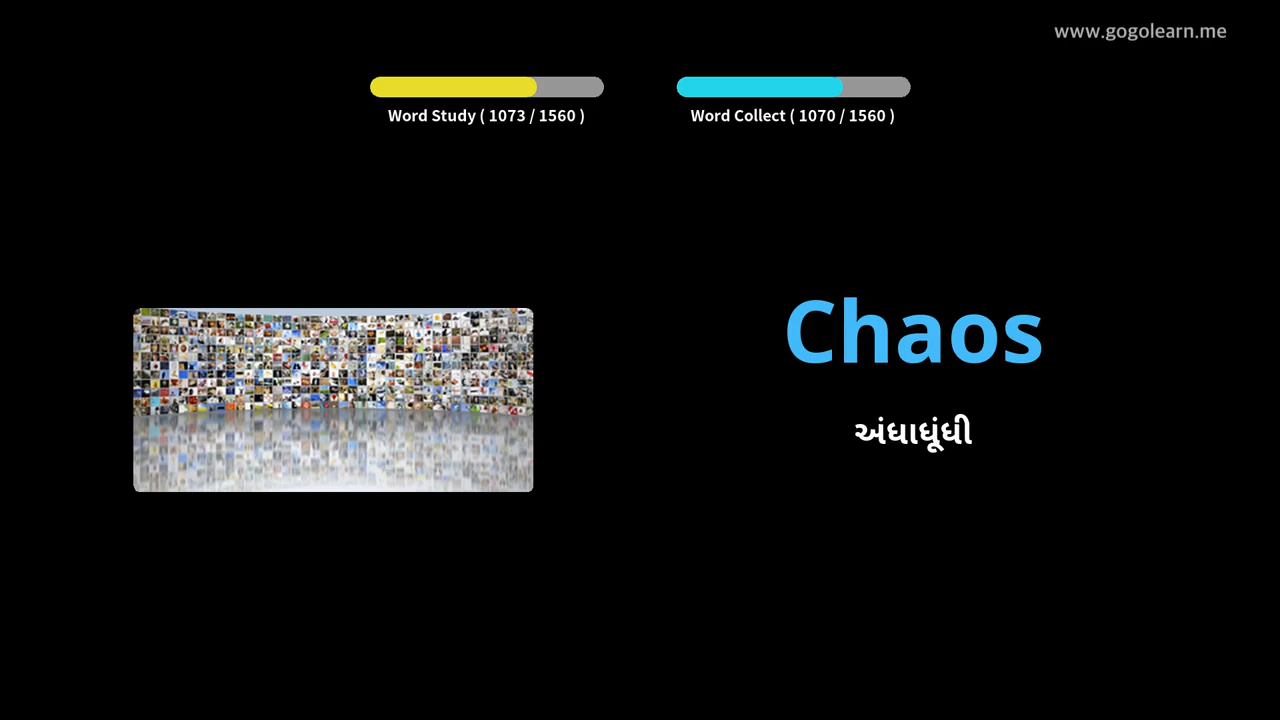 www.gogolearn.me
Word Study ( 1073 / 1560 )
Word Collect ( 1070 / 1560 )
Chaos
અંધાધૂંધી